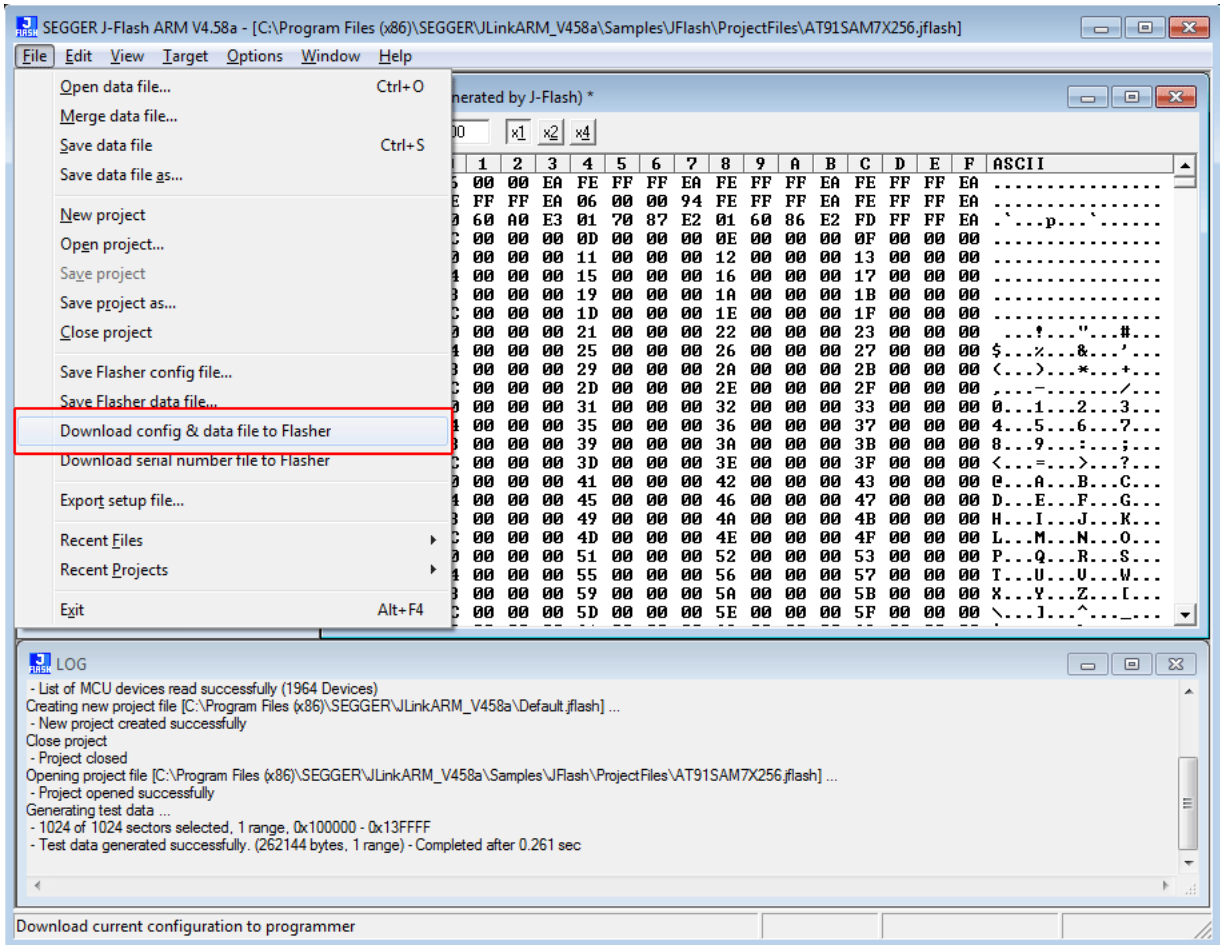 SEGGER J-Flash ARM V4.58a - [C:\Program Files (x86)\SEGGER\JLinkARM_V458a\Samples\JFlash\ProjectFiles\AT91SAM7X256.jflash]
File Edit View Target Options Window Help
Open data file... Ctrl+O
Merge data file...
Save data file Ctrl+S
Save data file as...
New project
Open project...
Save project
Save project as...
Close project
Save Flasher config file...
Save Flasher data file...
Download config & data file to Flasher
Download serial number file to Flasher
Export setup file...
Recent Files
Recent Projects
Exit Alt+F4
by J-Flash) *
x1 x2 x4
1 2 3 4 5 6 7 8 9 A B C D E F ASCII
00 00 EA FE FF FF EA FE FF FF EA FE FF FF EA ................
FF FF EA 06 00 00 94 FE FF FF EA FE FF FF EA ................
60 A0 E3 01 70 87 E2 01 60 86 E2 FD FF FF EA .`...p...`......
00 00 00 0D 00 00 00 0E 00 00 00 0F 00 00 00 ................
00 00 00 11 00 00 00 12 00 00 00 13 00 00 00 ................
00 00 00 15 00 00 00 16 00 00 00 17 00 00 00 ................
00 00 00 19 00 00 00 1A 00 00 00 1B 00 00 00 ................
00 00 00 1D 00 00 00 1E 00 00 00 1F 00 00 00 ................
00 00 00 21 00 00 00 22 00 00 00 23 00 00 00 ...!..."...#...
00 00 00 25 00 00 00 26 00 00 00 27 00 00 00 $...%...&...'...
00 00 00 29 00 00 00 2A 00 00 00 2B 00 00 00 (...)...*...+...
00 00 00 2D 00 00 00 2E 00 00 00 2F 00 00 00 ,...-......./...
00 00 00 31 00 00 00 32 00 00 00 33 00 00 00 0...1...2...3...
00 00 00 35 00 00 00 36 00 00 00 37 00 00 00 4...5...6...7...
00 00 00 39 00 00 00 3A 00 00 00 3B 00 00 00 8...9...:...;...
00 00 00 3D 00 00 00 3E 00 00 00 3F 00 00 00 <...=...>...?...
00 00 00 41 00 00 00 42 00 00 00 43 00 00 00 @...A...B...C...
00 00 00 45 00 00 00 46 00 00 00 47 00 00 00 D...E...F...G...
00 00 00 49 00 00 00 4A 00 00 00 4B 00 00 00 H...I...J...K...
00 00 00 4D 00 00 00 4E 00 00 00 4F 00 00 00 L...M...N...O...
00 00 00 51 00 00 00 52 00 00 00 53 00 00 00 P...Q...R...S...
00 00 00 55 00 00 00 56 00 00 00 57 00 00 00 T...U...V...W...
00 00 00 59 00 00 00 5A 00 00 00 5B 00 00 00 X...Y...Z...[...
00 00 00 5D 00 00 00 5E 00 00 00 5F 00 00 00 \...]...^..._...
LOG
- List of MCU devices read successfully (1964 Devices)
Creating new project file [C:\Program Files (x86)\SEGGER\JLinkARM_V458a\Default.jflash] ...
- New project created successfully
Close project
- Project closed
Opening project file [C:\Program Files (x86)\SEGGER\JLinkARM_V458a\Samples\JFlash\ProjectFiles\AT91SAM7X256.jflash] ...
- Project opened successfully
Generating test data ...
- 1024 of 1024 sectors selected, 1 range, 0x100000 - 0x13FFFF
- Test data generated successfully. (262144 bytes, 1 range) - Completed after 0.261 sec
Download current configuration to programmer